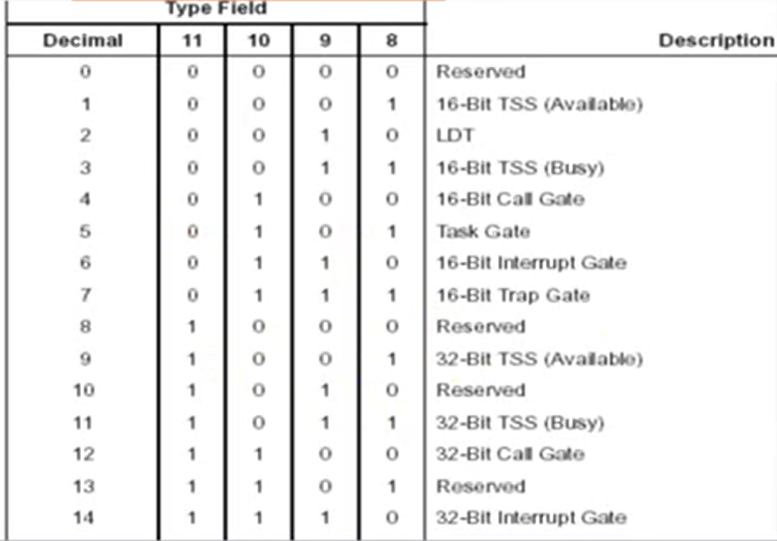 Type Field
Decimal 11 10 9 8 Description
0 0 0 0 0 Reserved
1 0 0 0 1 16-Bit TSS (Available)
2 0 0 1 0 LDT
3 0 0 1 1 16-Bit TSS (Busy)
4 0 1 0 0 16-Bit Call Gate
5 0 1 0 1 Task Gate
6 0 1 1 0 16-Bit Interrupt Gate
7 0 1 1 1 16-Bit Trap Gate
8 1 0 0 0 Reserved
9 1 0 0 1 32-Bit TSS (Available)
10 1 0 1 0 Reserved
11 1 0 1 1 32-Bit TSS (Busy)
12 1 1 0 0 32-Bit Call Gate
13 1 1 0 1 Reserved
14 1 1 1 0 32-Bit Interrupt Gate